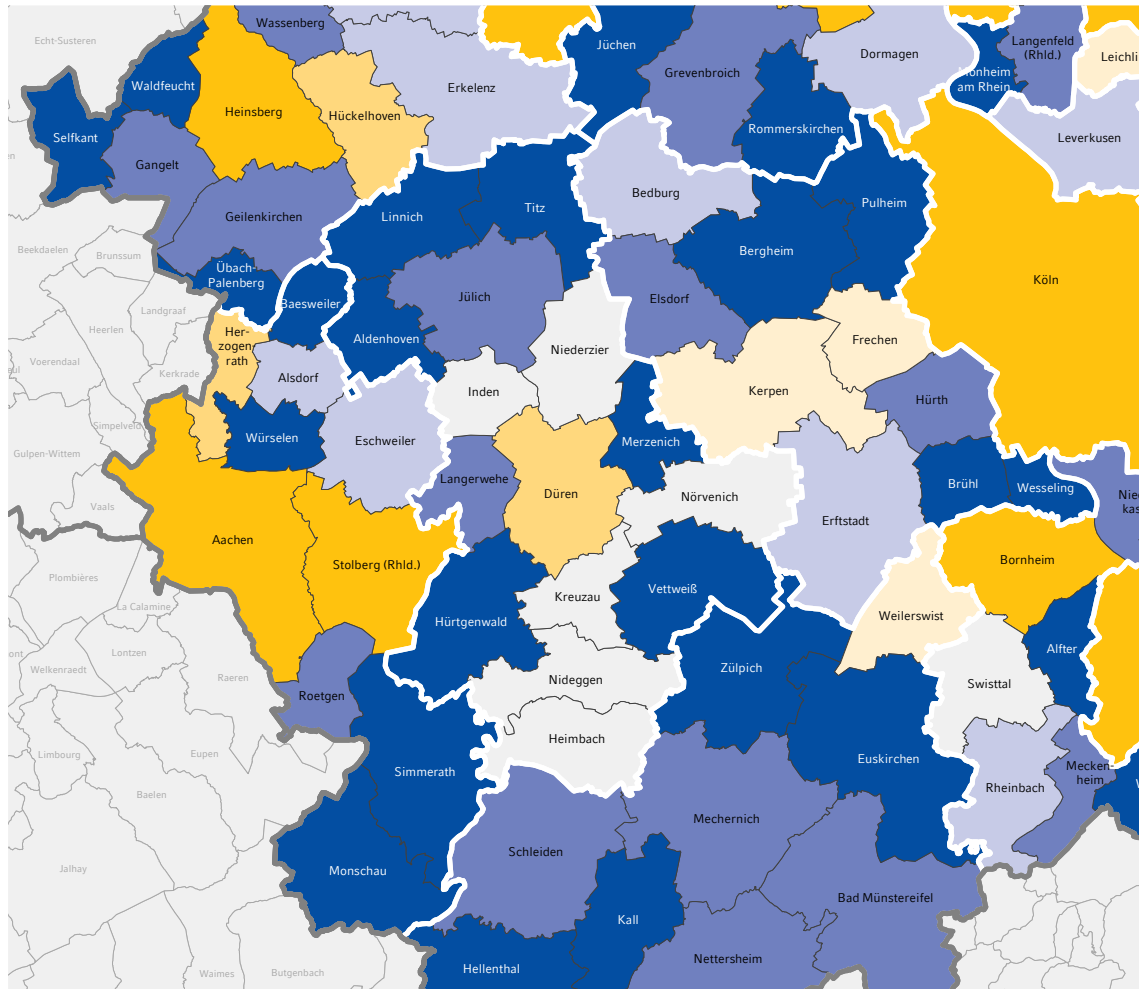 Wassenberg
Echt-Susteren
Jüchen
Langenfeld
(Rhld.)
Dormagen
Leichli
Grevenbroich
Waldfeucht
Erkelenz
Monheim
am Rhein
Heinsberg
Hückelhoven
Rommerskirchen
Selfkant
Leverkusen
Gangelt
Bedburg
Pulheim
Geilenkirchen
Linnich
Titz
Beekdaelen
Brunssum
Bergheim
Übach-
Palenberg
Köln
Baesweiler
Jülich
Elsdorf
Landgraaf
Heerlen
Her-
zogen-
rath
Aldenhoven
Frechen
Niederzier
Voerendaal
Kerkrade
Alsdorf
Inden
Kerpen
Hürth
Simpelveld
Würselen
Eschweiler
Merzenich
Gulpen-Wittem
Langerwehe
Brühl
Wesseling
Düren
Nörvenich
Nie
kas
Vaals
Erftstadt
Aachen
Stolberg (Rhld.)
Bornheim
Plombières
Vettweiß
Kreuzau
La Calamine
Weilerswist
Hürtgenwald
Lontzen
Alfter
ont
Welkenraedt
Raeren
Zülpich
Nideggen
Swisttal
Roetgen
Heimbach
Limbourg
Eupen
Euskirchen
Simmerath
Mecken-
heim
Rheinbach
Baelen
Mechernich
Schleiden
Jalhay
Monschau
Bad Münstereifel
Kall
Nettersheim
Hellenthal
Waimes
Butgenbach